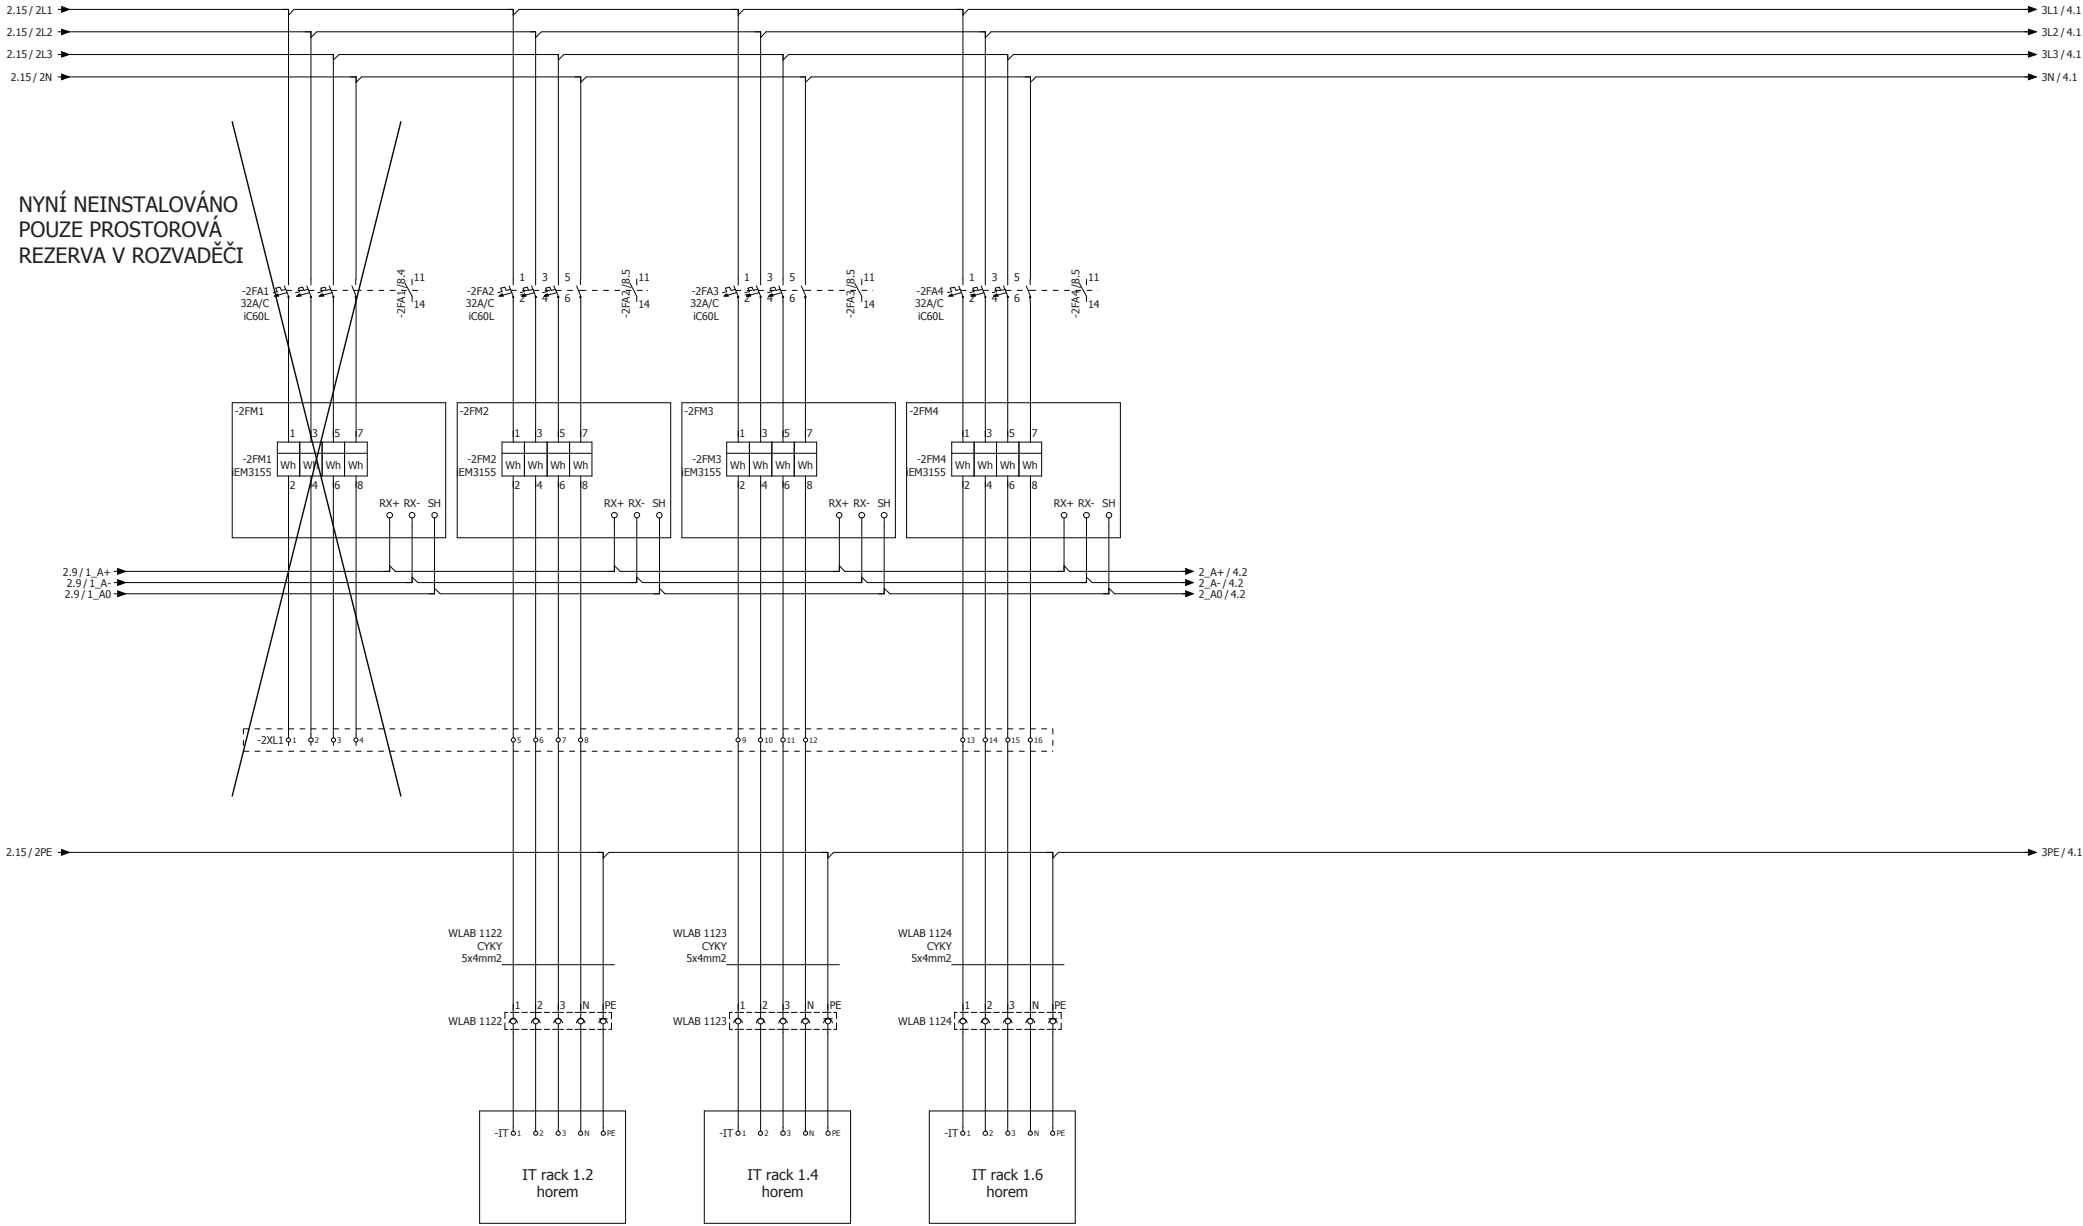 2.15/2L1
3L1/4.1
2.15/2L2
3L2/4.1
2.15/2L3
3L3/4.1
2.15/2N
3N/4.1
NYNÍ NEINSTALOVÁNO
POUZE PROSTOROVÁ
REZERVA V ROZVADĚČI
-2FA1
32A/C
iC60L
-2FA1/8.4
11
14
-2FA2
32A/C
iC60L
1 3 5
2 4 6
-2FA2/8.5
11
14
-2FA3
32A/C
iC60L
1 3 5
2 4 6
-2FA3/8.5
11
14
-2FA4
32A/C
iC60L
1 3 5
2 4 6
-2FA4/8.5
11
14
-2FM1
1 3 5 7
-2FM1
iEM3155
Wh Wh Wh Wh
2 4 6 8
RX+ RX- SH
-2FM2
1 3 5 7
-2FM2
iEM3155
Wh Wh Wh Wh
2 4 6 8
RX+ RX- SH
-2FM3
1 3 5 7
-2FM3
iEM3155
Wh Wh Wh Wh
2 4 6 8
RX+ RX- SH
-2FM4
1 3 5 7
-2FM4
iEM3155
Wh Wh Wh Wh
2 4 6 8
RX+ RX- SH
2.9/1_A+
2.9/1_A-
2.9/1_A0
2_A+/4.2
2_A-/4.2
2_A0/4.2
-2XL1 1 2 3 4 5 6 7 8 9 10 11 12 13 14 15 16
2.15/2PE
3PE/4.1
WLAB 1122
CYKY
5x4mm2
WLAB 1123
CYKY
5x4mm2
WLAB 1124
CYKY
5x4mm2
1 2 3 N PE
WLAB 1122
1 2 3 N PE
WLAB 1123
1 2 3 N PE
WLAB 1124
-IT 1 2 3 N PE
IT rack 1.2
horem
-IT 1 2 3 N PE
IT rack 1.4
horem
-IT 1 2 3 N PE
IT rack 1.6
horem